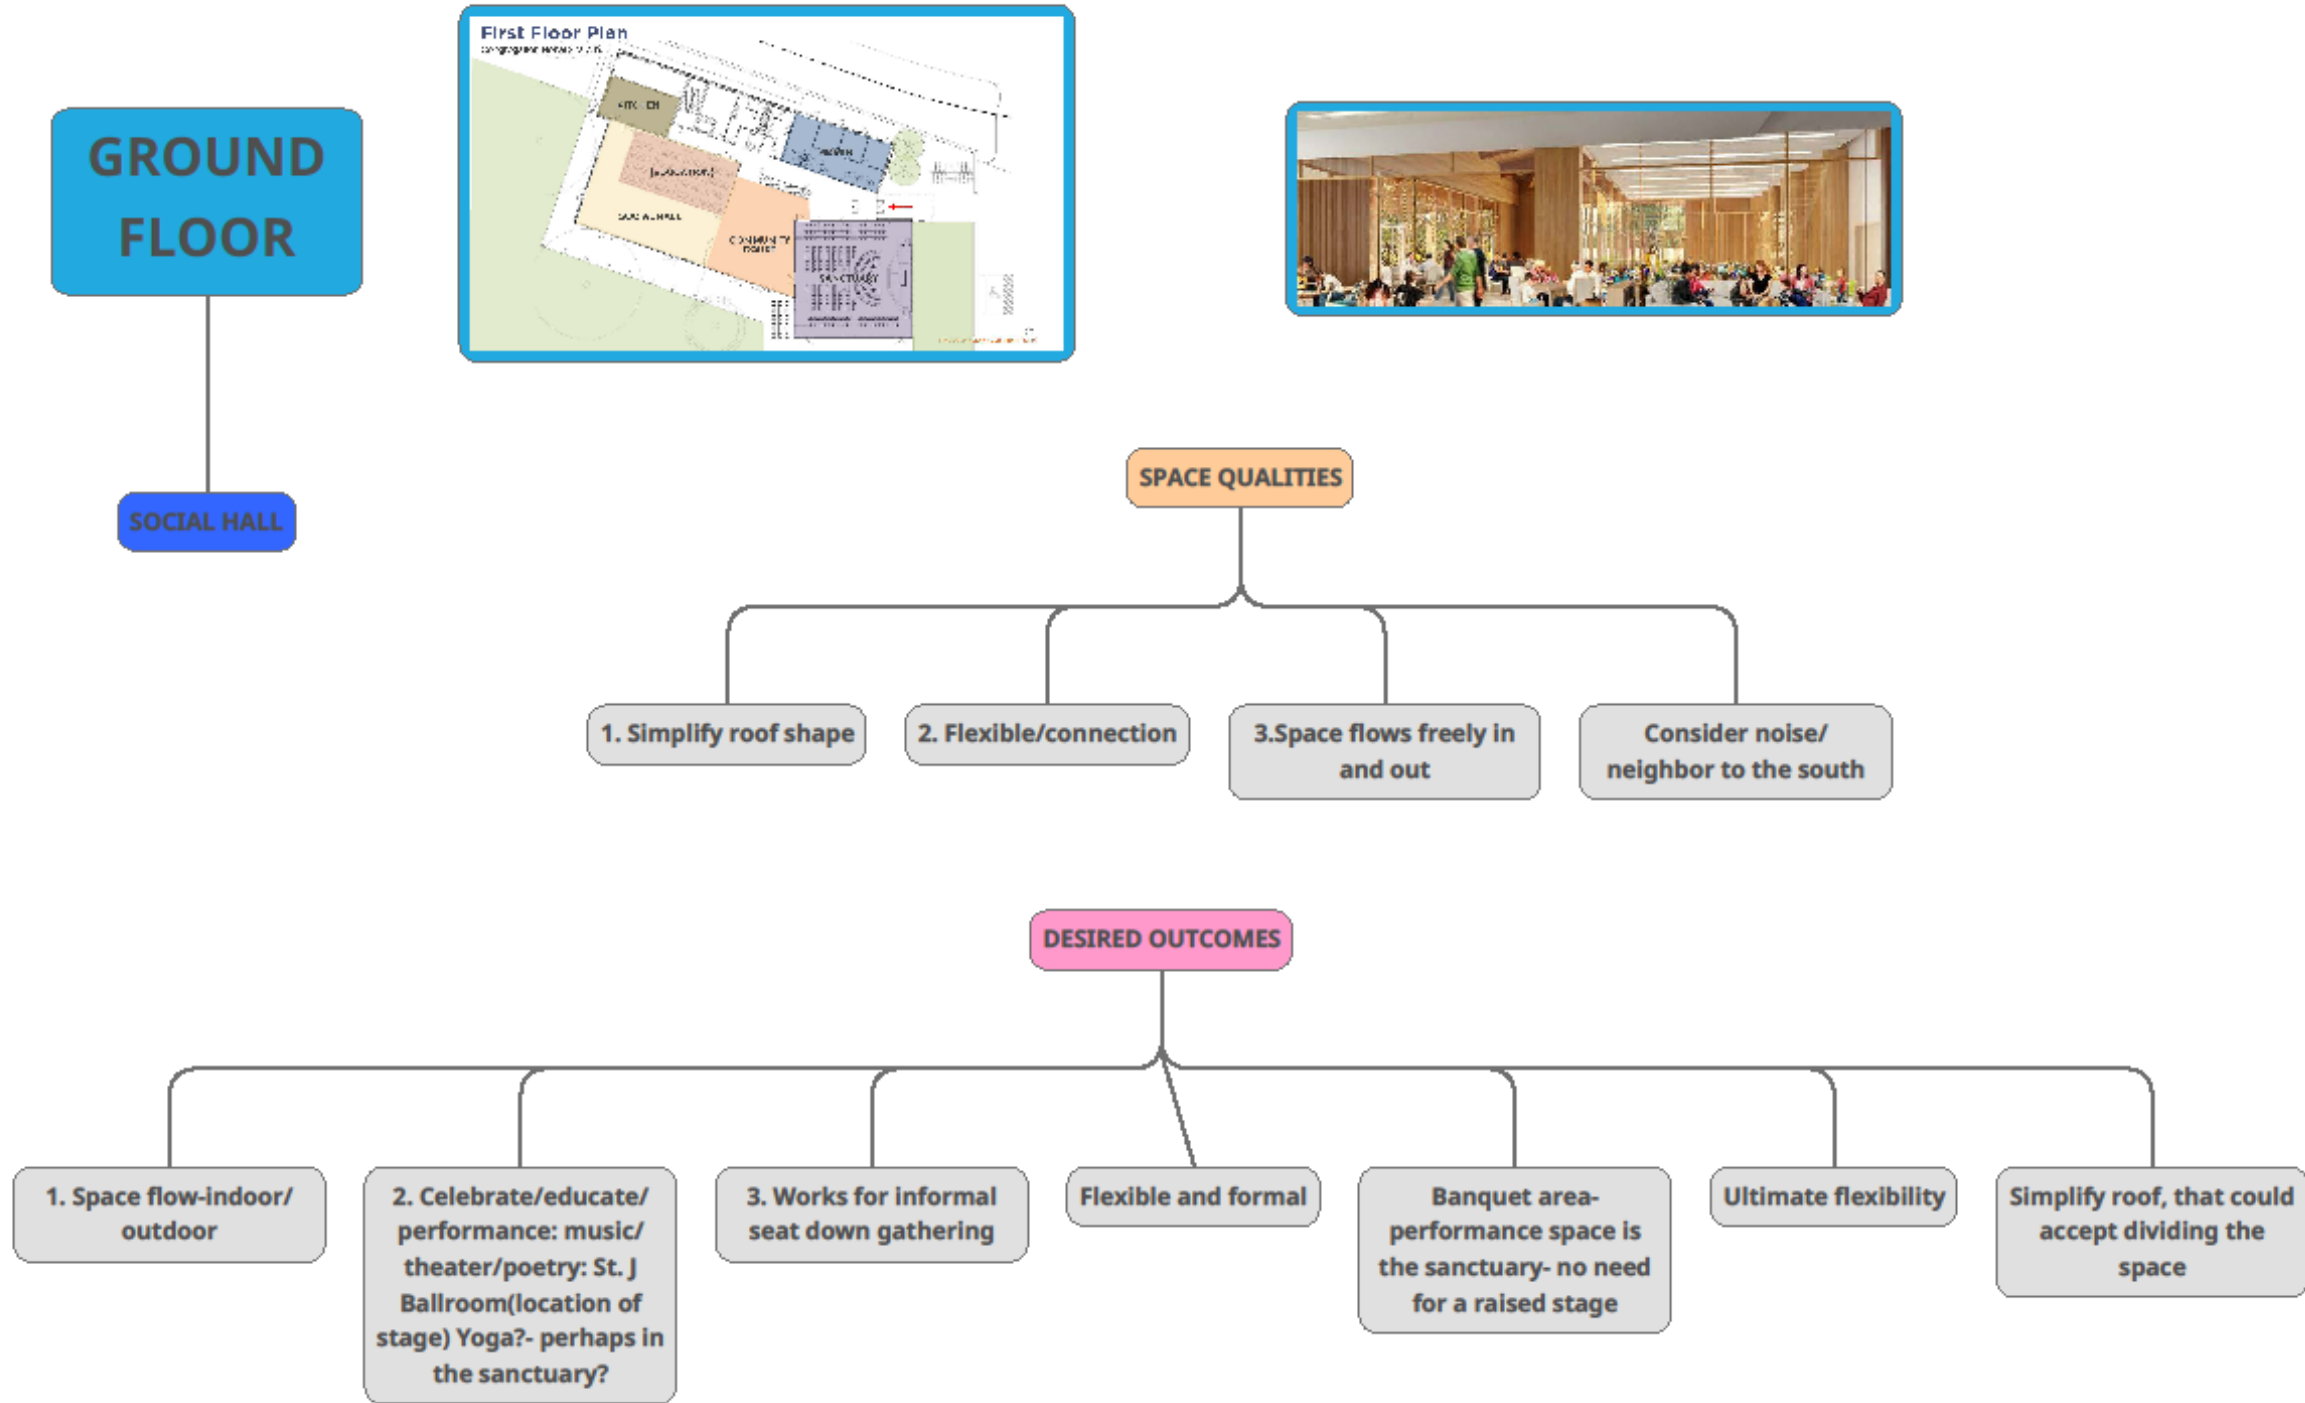 First Floor Plan
KITCHEN
SOCIAL HALL
COMMUNITY
SANCTUARY
GROUND
FLOOR
SOCIAL HALL
SPACE QUALITIES
1. Simplify roof shape
2. Flexible/connection
3.Space flows freely in
and out
Consider noise/
neighbor to the south
DESIRED OUTCOMES
1. Space flow-indoor/
outdoor
2. Celebrate/educate/
performance: music/
theater/poetry: St. J
Ballroom(location of
stage) Yoga?- perhaps in
the sanctuary?
3. Works for informal
seat down gathering
Flexible and formal
Banquet area-
performance space is
the sanctuary- no need
for a raised stage
Ultimate flexibility
Simplify roof, that could
accept dividing the
space